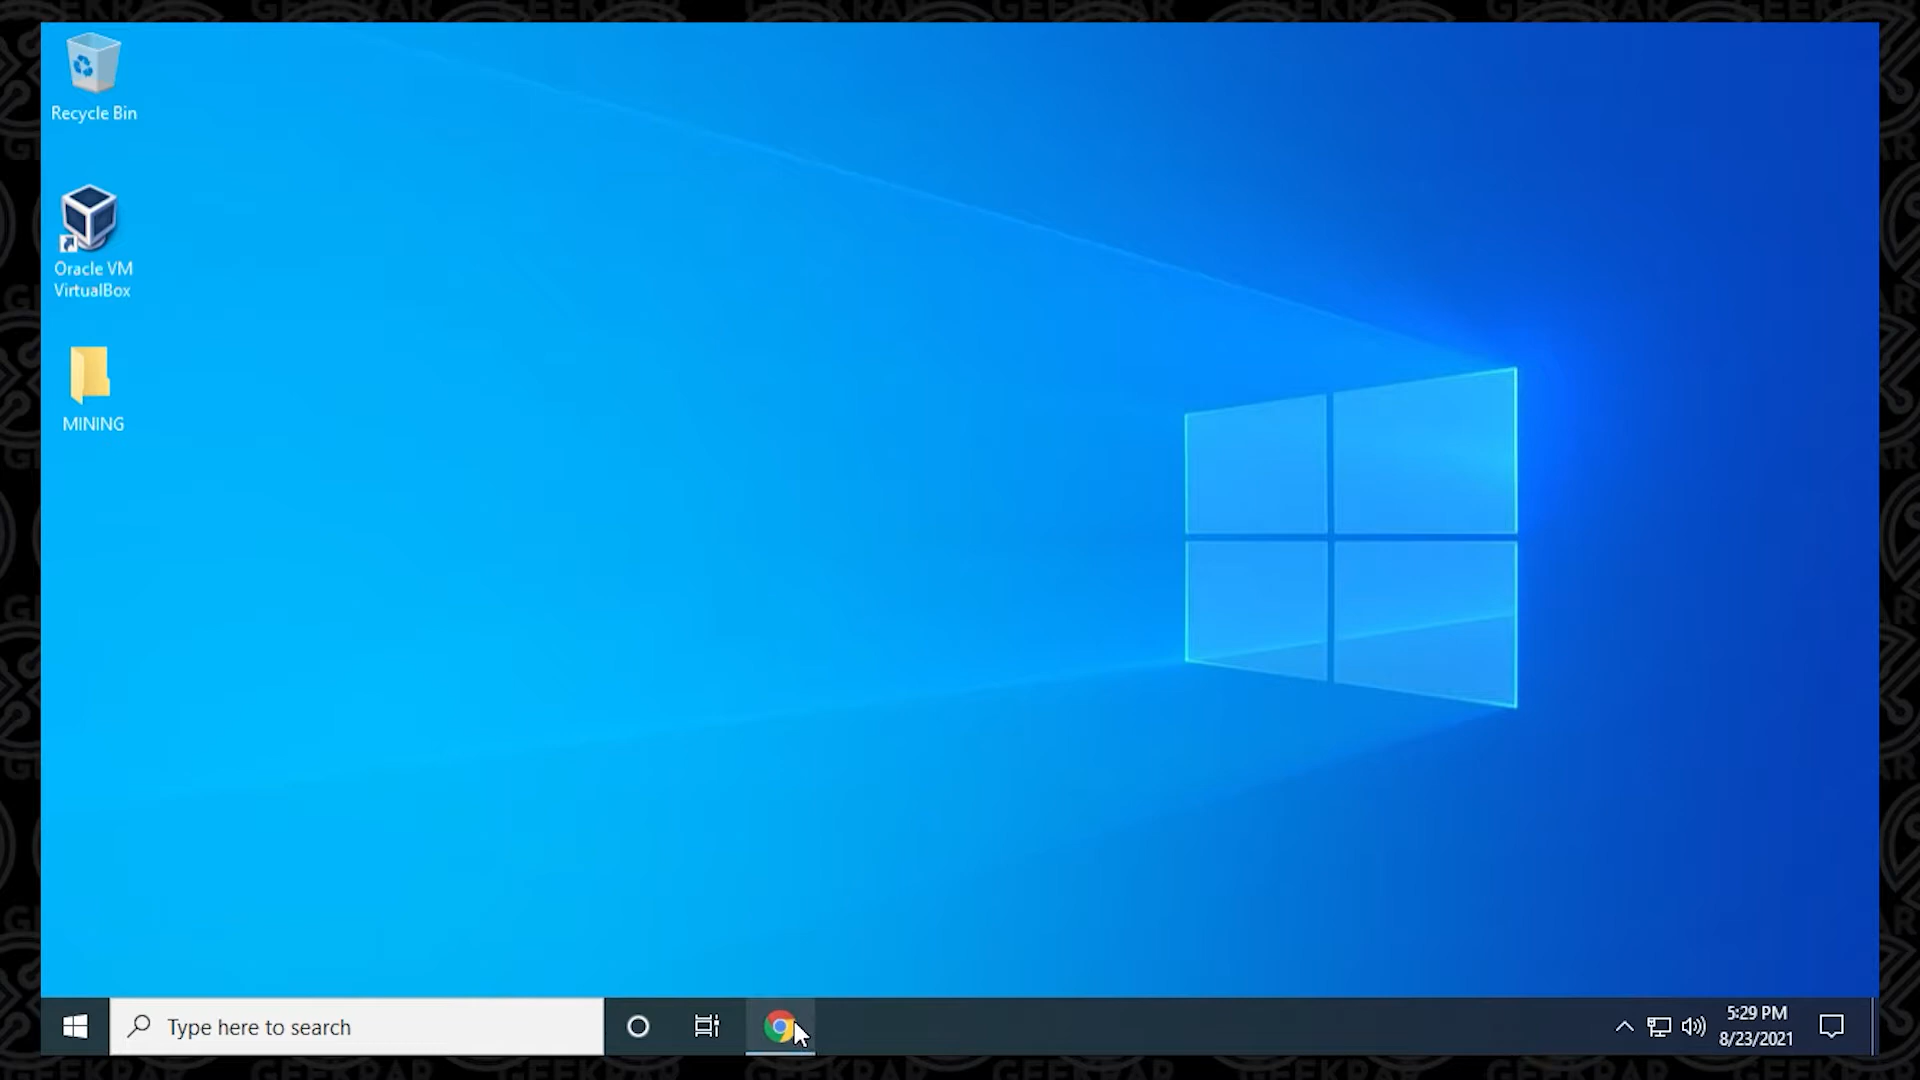 Recycle Bin
Oracle VM
VirtualBox
MINING
Type here to search
5:29 PM
8/23/2021